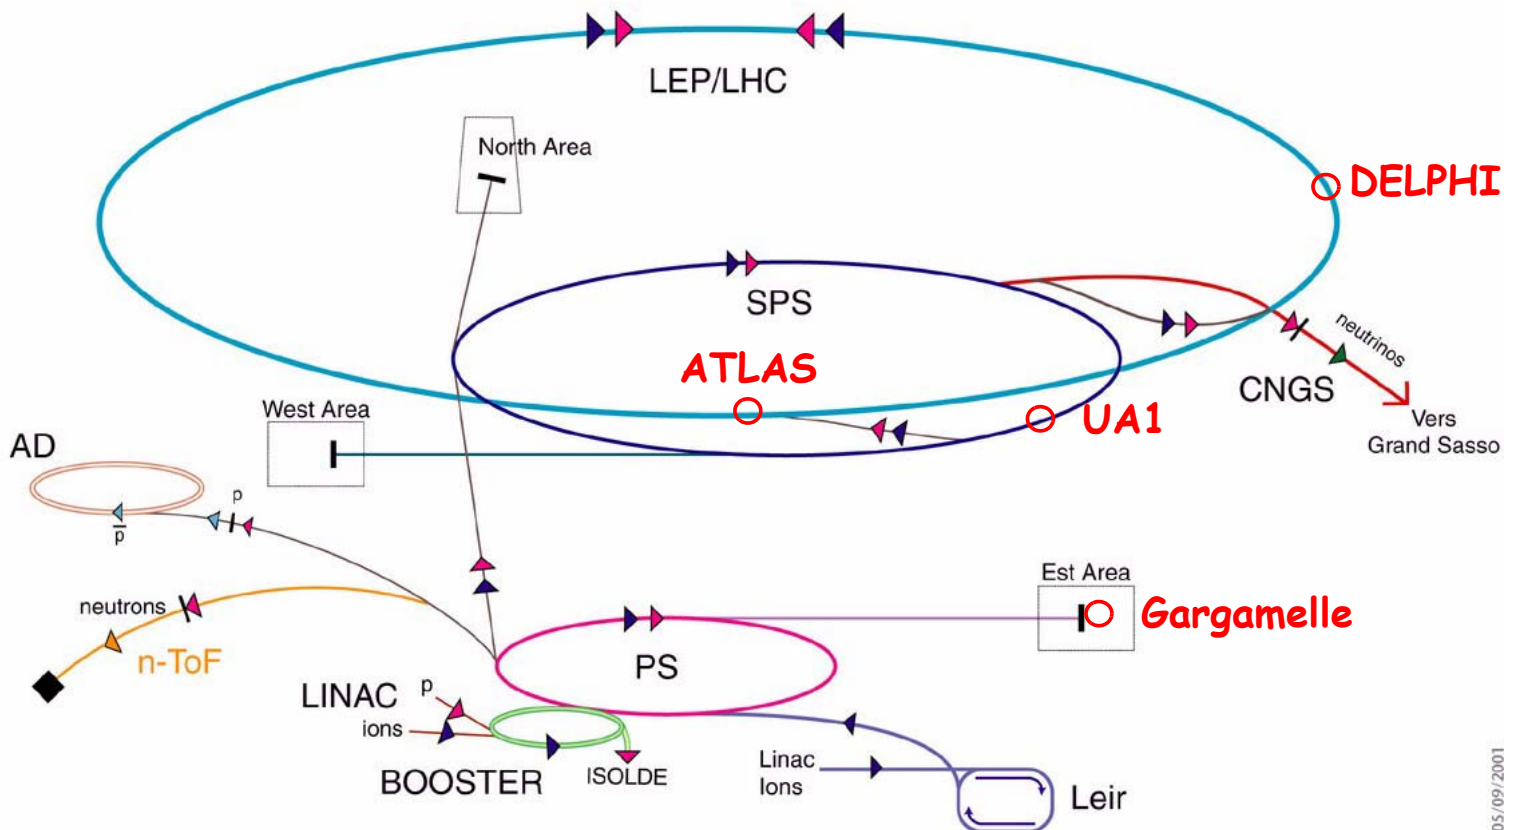 LEP/LHC
North Area
DELPHI
SPS
neutrinos
ATLAS
CNGS
West Area
UA1
Vers
Grand Sasso
AD
p
p
Est Area
neutrons
Gargamelle
n-ToF
PS
LINAC
p
ions
BOOSTER
ISOLDE
Linac
Ions
Leir
05/09/2001